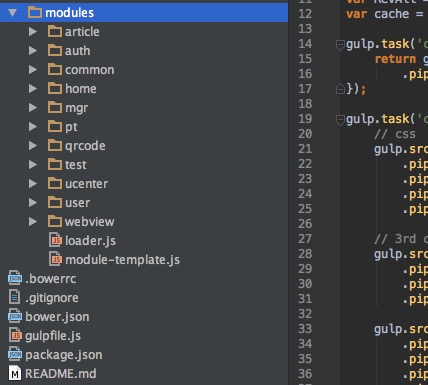 modules
article
auth
common
home
mgr
pt
qrcode
test
ucenter
user
webview
loader.js
module-template.js
.bowerrc
.gitignore
bower.json
gulpfile.js
package.json
README.md
12 var cache =
13
14 gulp.task('c
15 return g
16 .pip
17 });
18
19 gulp.task('c
20 // css
21 gulp.src
22 .pip
23 .pip
24 .pip
25 .pip
26
27 // 3rd c
28 gulp.src
29 .pip
30 .pip
31 .pip
32
33 gulp.src
34 .pip
35 .pip
36 .pip